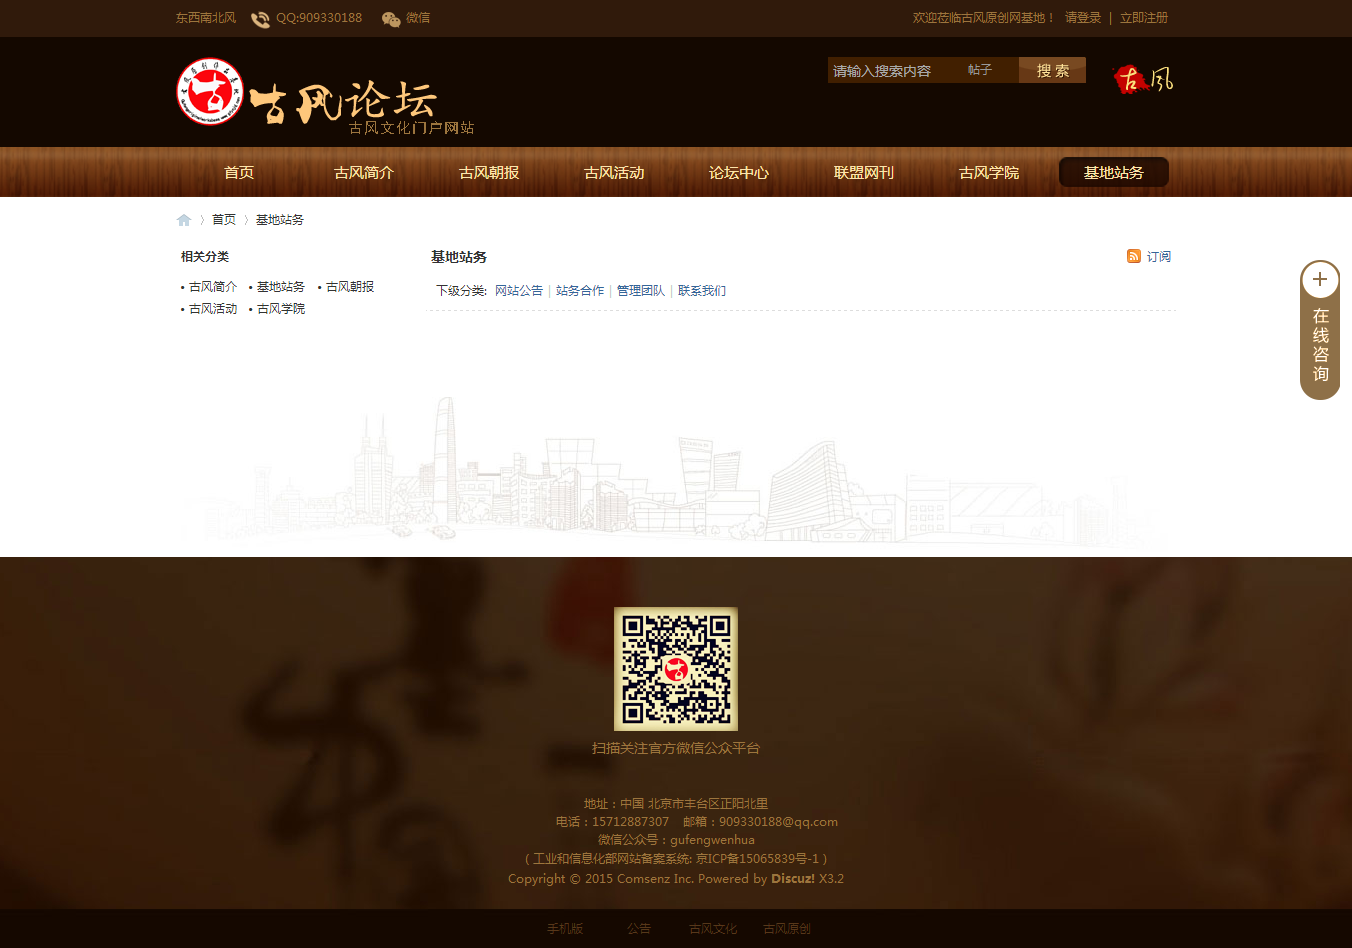 东西南北风 QQ:909330188 微信 欢迎莅临古风原创网基地！ 请登录 | 立即注册
古风论坛
古风文化门户网站
请输入搜索内容 帖子 搜 索 古风
首页 古风简介 古风朝报 古风活动 论坛中心 联盟网刊 古风学院 基地站务
首页 基地站务
相关分类
• 古风简介 • 基地站务 • 古风朝报
• 古风活动 • 古风学院
基地站务 订阅
下级分类: 网站公告 | 站务合作 | 管理团队 | 联系我们
在线咨询
扫描关注官方微信公众平台
地址：中国 北京市丰台区正阳北里
电话：15712887307 邮箱：909330188@qq.com
微信公众号：gufengwenhua
( 工业和信息化部网站备案系统: 京ICP备15065839号-1 )
Copyright © 2015 Comsenz Inc. Powered by Discuz! X3.2
手机版 公告 古风文化 古风原创